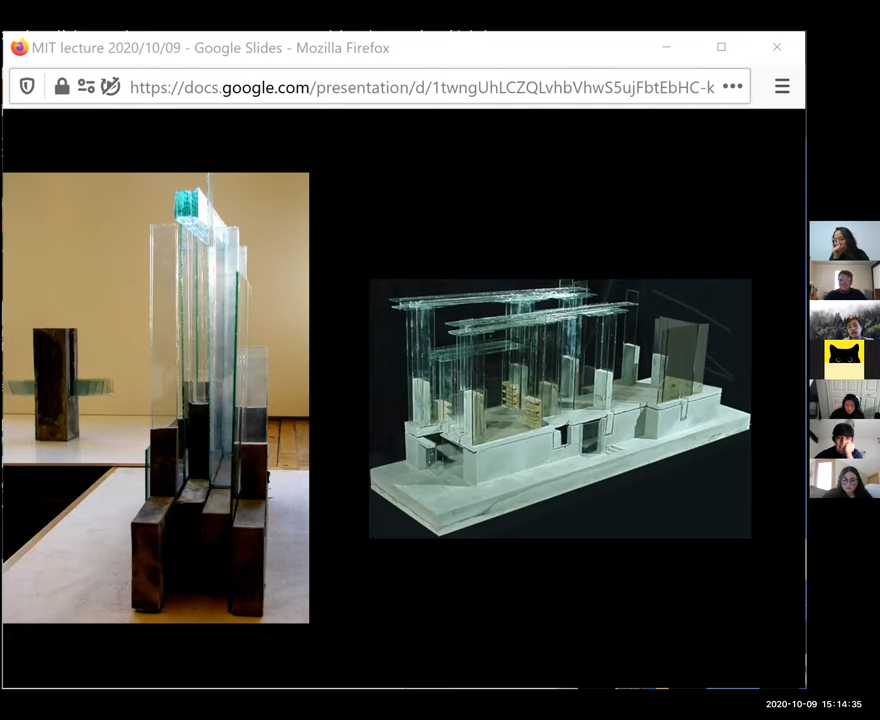 MIT lecture 2020/10/09 - Google Slides - Mozilla Firefox
https://docs.google.com/presentation/d/1twngUhLCZQLvhbVhwS5ujFbtEbHC-k
2020-10-09 15:14:35